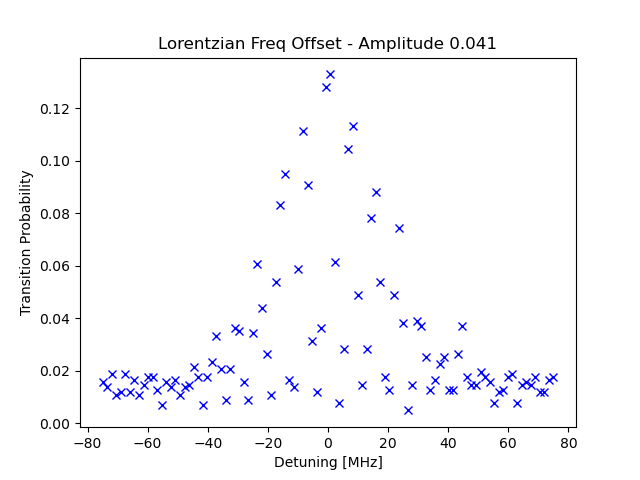 Lorentzian Freq Offset - Amplitude 0.041
Transition Probability
0.12
0.10
0.08
0.06
0.04
0.02
0.00
−80 −60 −40 −20 0 20 40 60 80
Detuning [MHz]